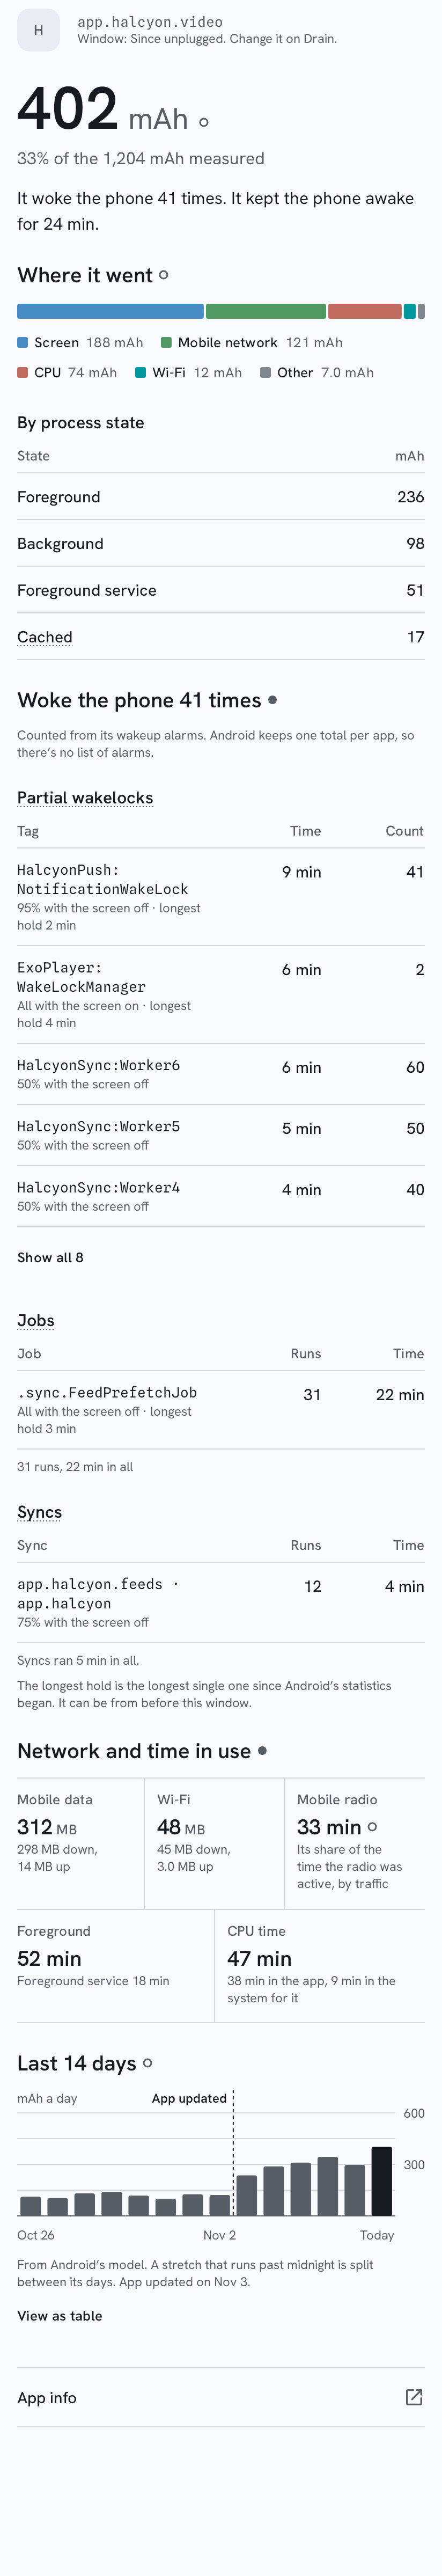 H
app.halcyon.video
Window: Since unplugged. Change it on Drain.
402 mAh
33% of the 1,204 mAh measured
It woke the phone 41 times. It kept the phone awake
for 24 min.
Where it went
Screen 188 mAh Mobile network 121 mAh
CPU 74 mAh Wi-Fi 12 mAh Other 7.0 mAh
By process state
State mAh
Foreground 236
Background 98
Foreground service 51
Cached 17
Woke the phone 41 times
Counted from its wakeup alarms. Android keeps one total per app, so
there’s no list of alarms.
Partial wakelocks
Tag Time Count
HalcyonPush: 9 min 41
NotificationWakeLock
95% with the screen off · longest
hold 2 min
ExoPlayer: 6 min 2
WakeLockManager
All with the screen on · longest
hold 4 min
HalcyonSync:Worker6 6 min 60
50% with the screen off
HalcyonSync:Worker5 5 min 50
50% with the screen off
HalcyonSync:Worker4 4 min 40
50% with the screen off
Show all 8
Jobs
Job Runs Time
.sync.FeedPrefetchJob 31 22 min
All with the screen off · longest
hold 3 min
31 runs, 22 min in all
Syncs
Sync Runs Time
app.halcyon.feeds · 12 4 min
app.halcyon
75% with the screen off
Syncs ran 5 min in all.
The longest hold is the longest single one since Android’s statistics
began. It can be from before this window.
Network and time in use
Mobile data Wi-Fi Mobile radio
312 MB 48 MB 33 min
298 MB down, 45 MB down, Its share of the
14 MB up 3.0 MB up time the radio was
active, by traffic
Foreground CPU time
52 min 47 min
Foreground service 18 min 38 min in the app, 9 min in the
system for it
Last 14 days
mAh a day App updated
600
300
Oct 26 Nov 2 Today
From Android’s model. A stretch that runs past midnight is split
between its days. App updated on Nov 3.
View as table
App info